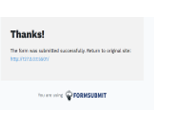 Thanks!
The form was submitted successfully. Return to original site:
You are using FORMSUBMIT